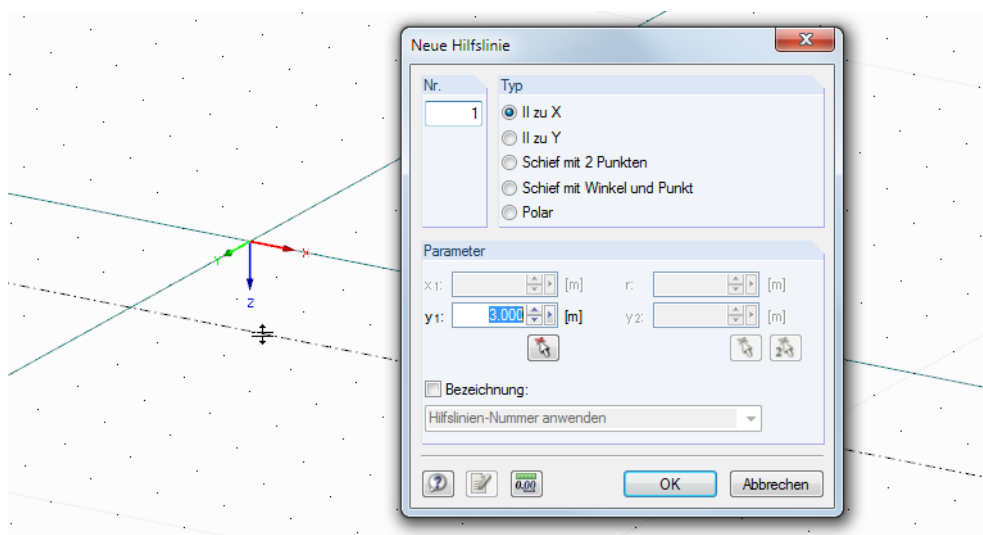 Neue Hilfslinie
Nr.
1
Typ
II zu X
II zu Y
Schief mit 2 Punkten
Schief mit Winkel und Punkt
Polar
X
Y
Z
Parameter
x1: [m] r: [m]
y1: 3.000 [m] y2: [m]
2
Bezeichnung:
Hilfslinien-Nummer anwenden
0.00 OK Abbrechen